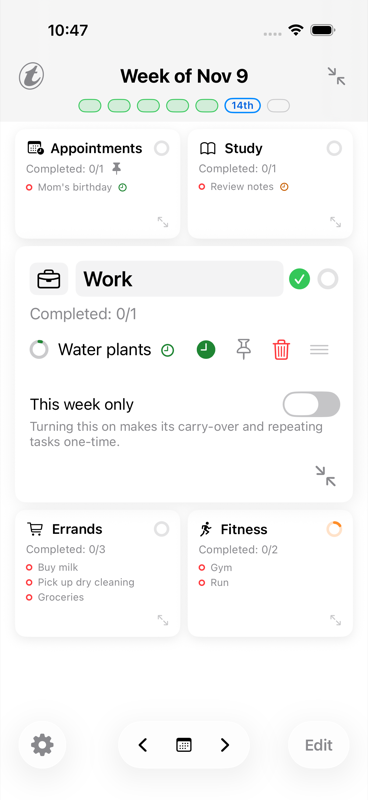 10:47
Week of Nov 9
14th
Appointments
Completed: 0/1
Mom's birthday
Study
Completed: 0/1
Review notes
Work
Completed: 0/1
Water plants
This week only
Turning this on makes its carry-over and repeating
tasks one-time.
Errands
Completed: 0/3
Buy milk
Pick up dry cleaning
Groceries
Fitness
Completed: 0/2
Gym
Run
Edit